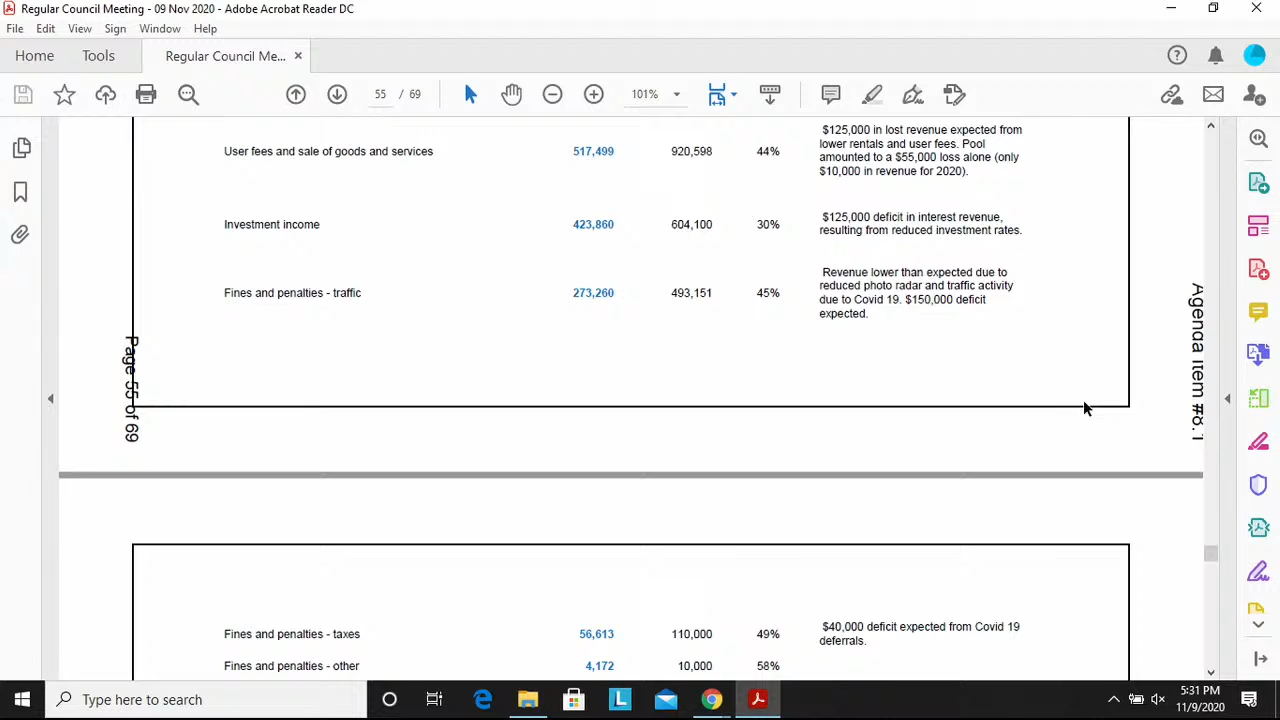 Regular Council Meeting - 09 Nov 2020 - Adobe Acrobat Reader DC
File Edit View Sign Window Help
Home Tools Regular Council Me... ×
55 / 69 101%
User fees and sale of goods and services 517,499 920,598 44% $125,000 in lost revenue expected from
lower rentals and user fees. Pool
amounted to a $55,000 loss alone (only
$10,000 in revenue for 2020).
Investment income 423,860 604,100 30% $125,000 deficit in interest revenue,
resulting from reduced investment rates.
Fines and penalties - traffic 273,260 493,151 45% Revenue lower than expected due to
reduced photo radar and traffic activity
due to Covid 19. $150,000 deficit
expected.
Page 55 of 69
Agenda Item #8.1
Fines and penalties - taxes 56,613 110,000 49% $40,000 deficit expected from Covid 19
deferrals.
Fines and penalties - other 4,172 10,000 58%
Type here to search
5:31 PM
11/9/2020